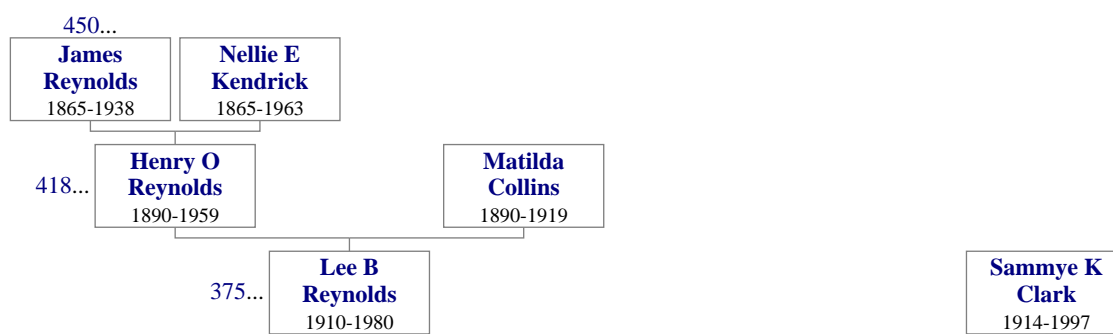 450...
James
Reynolds
1865-1938
Nellie E
Kendrick
1865-1963
418...
Henry O
Reynolds
1890-1959
Matilda
Collins
1890-1919
375...
Lee B
Reynolds
1910-1980
Sammye K
Clark
1914-1997